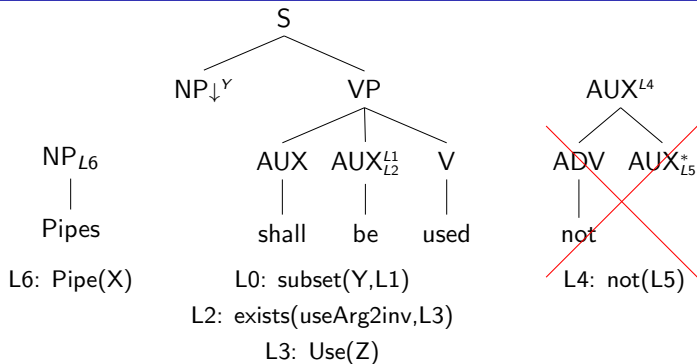 S
NP↓^Y VP AUX^L4
NP_L6 AUX AUX^L1_L2 V ADV AUX^*_L5
Pipes shall be used not
L6: Pipe(X) L0: subset(Y,L1) L4: not(L5)
L2: exists(useArg2inv,L3)
L3: Use(Z)